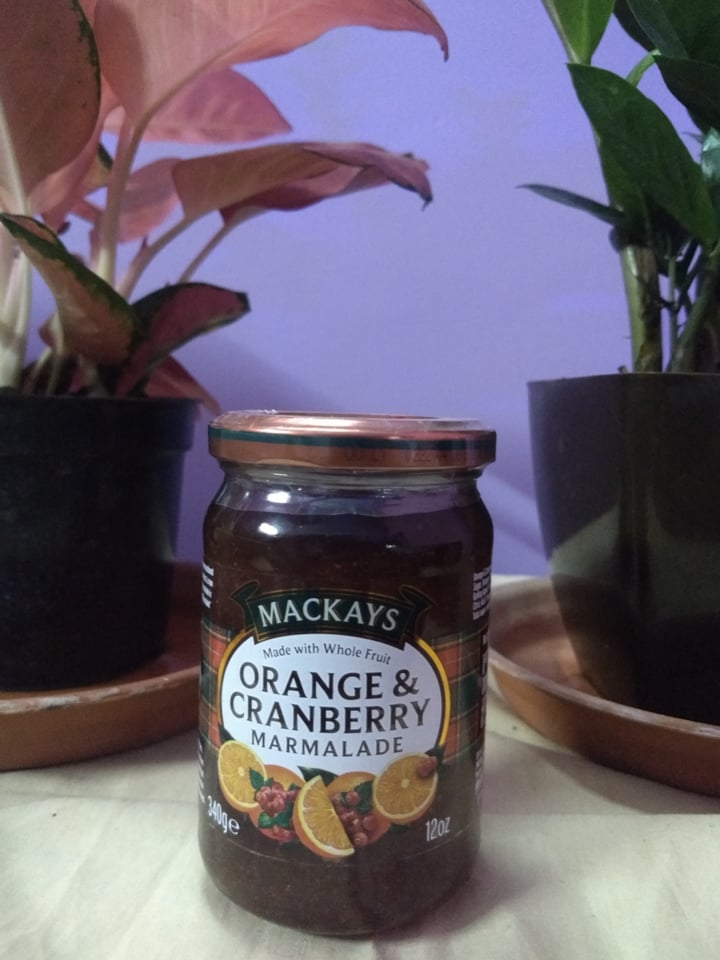 MACKAYS
Made with Whole Fruit
ORANGE &
CRANBERRY
MARMALADE
340g℮
12oz